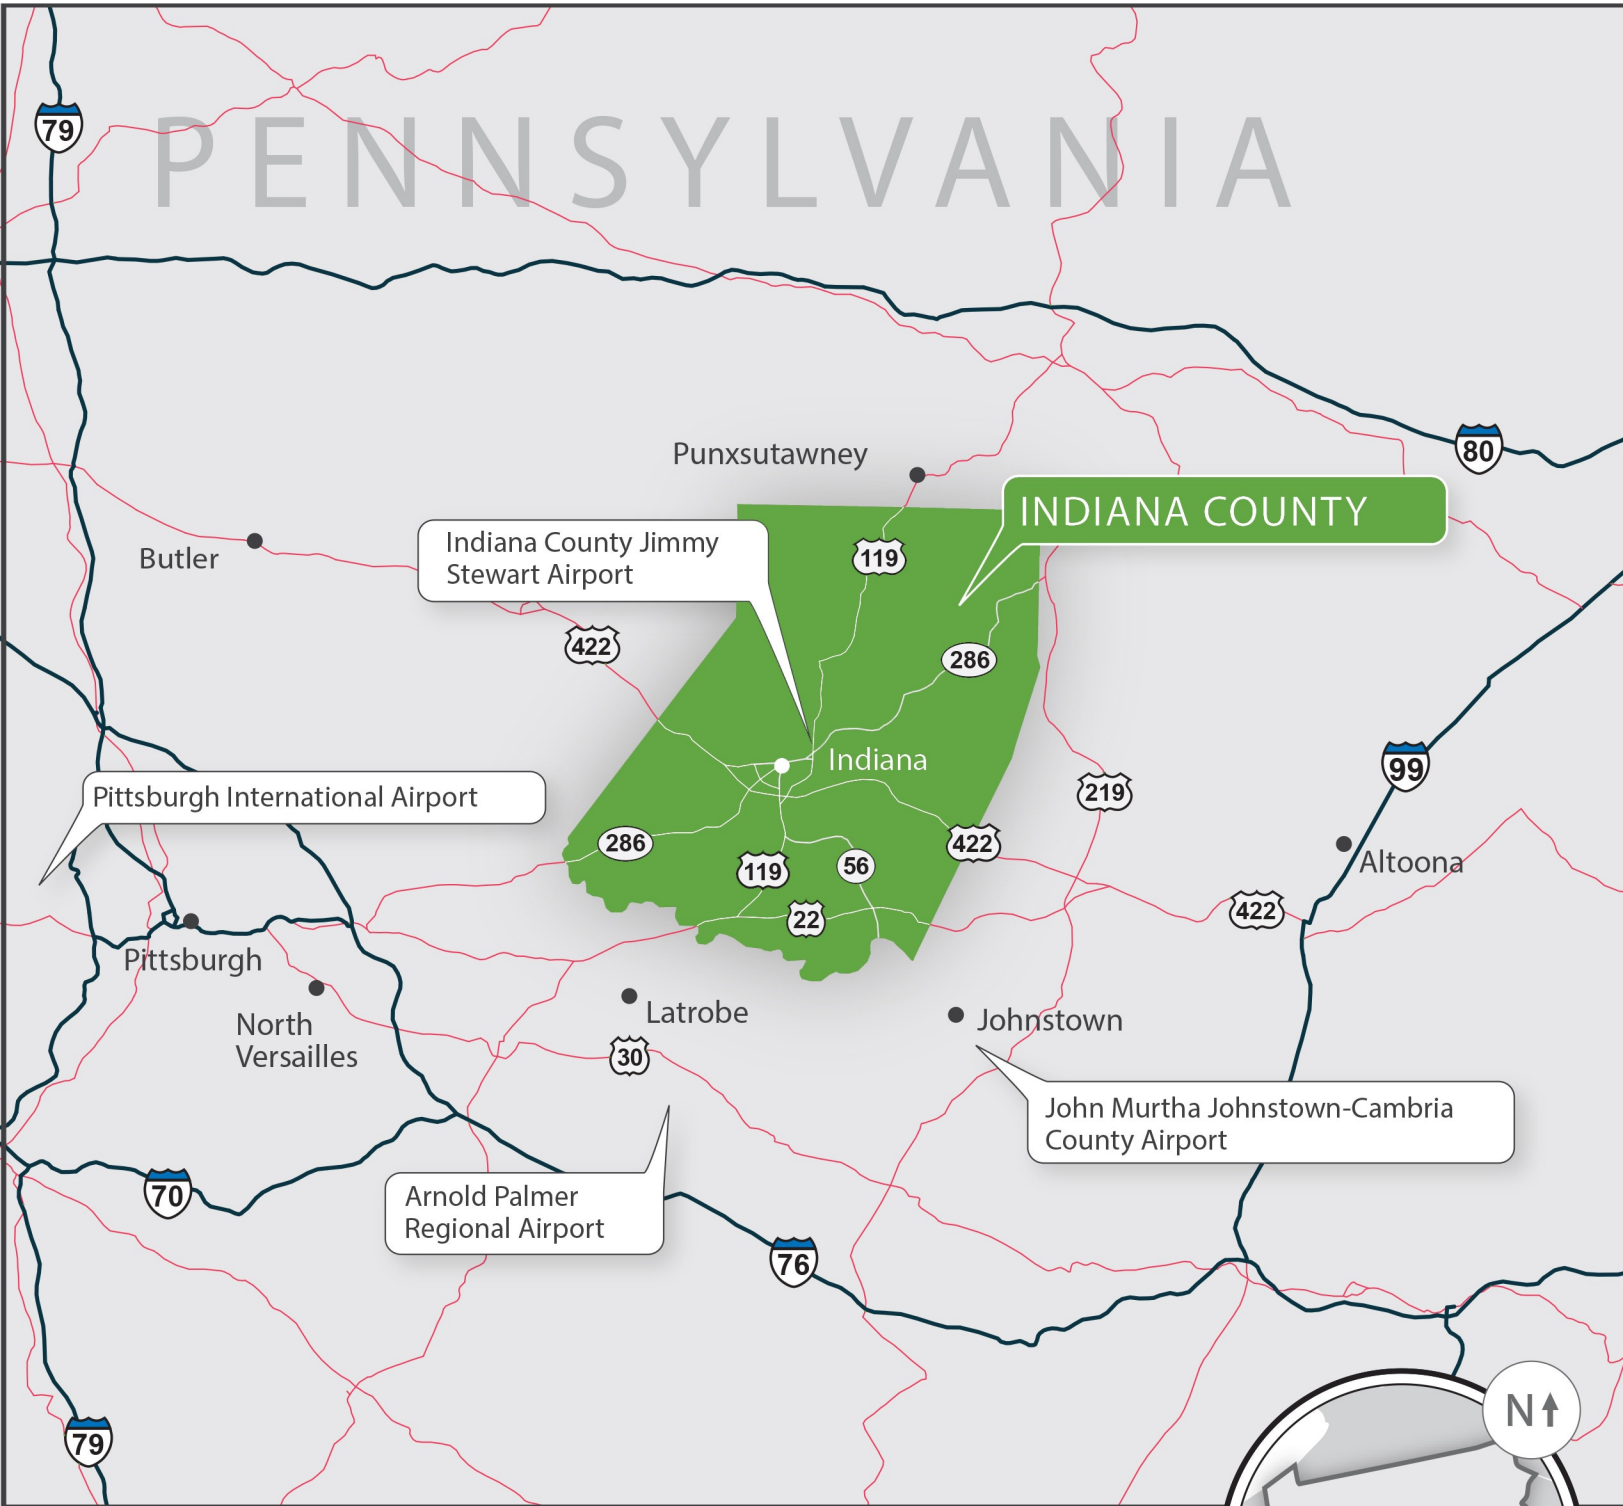 79
PENNSYLVANIA
80
Punxsutawney
INDIANA COUNTY
Butler
Indiana County Jimmy
Stewart Airport
119
422
286
Indiana
99
219
Pittsburgh International Airport
286
422
119
56
Altoona
422
22
Pittsburgh
Latrobe
Johnstown
North
Versailles
30
John Murtha Johnstown-Cambria
County Airport
70
Arnold Palmer
Regional Airport
76
N
79